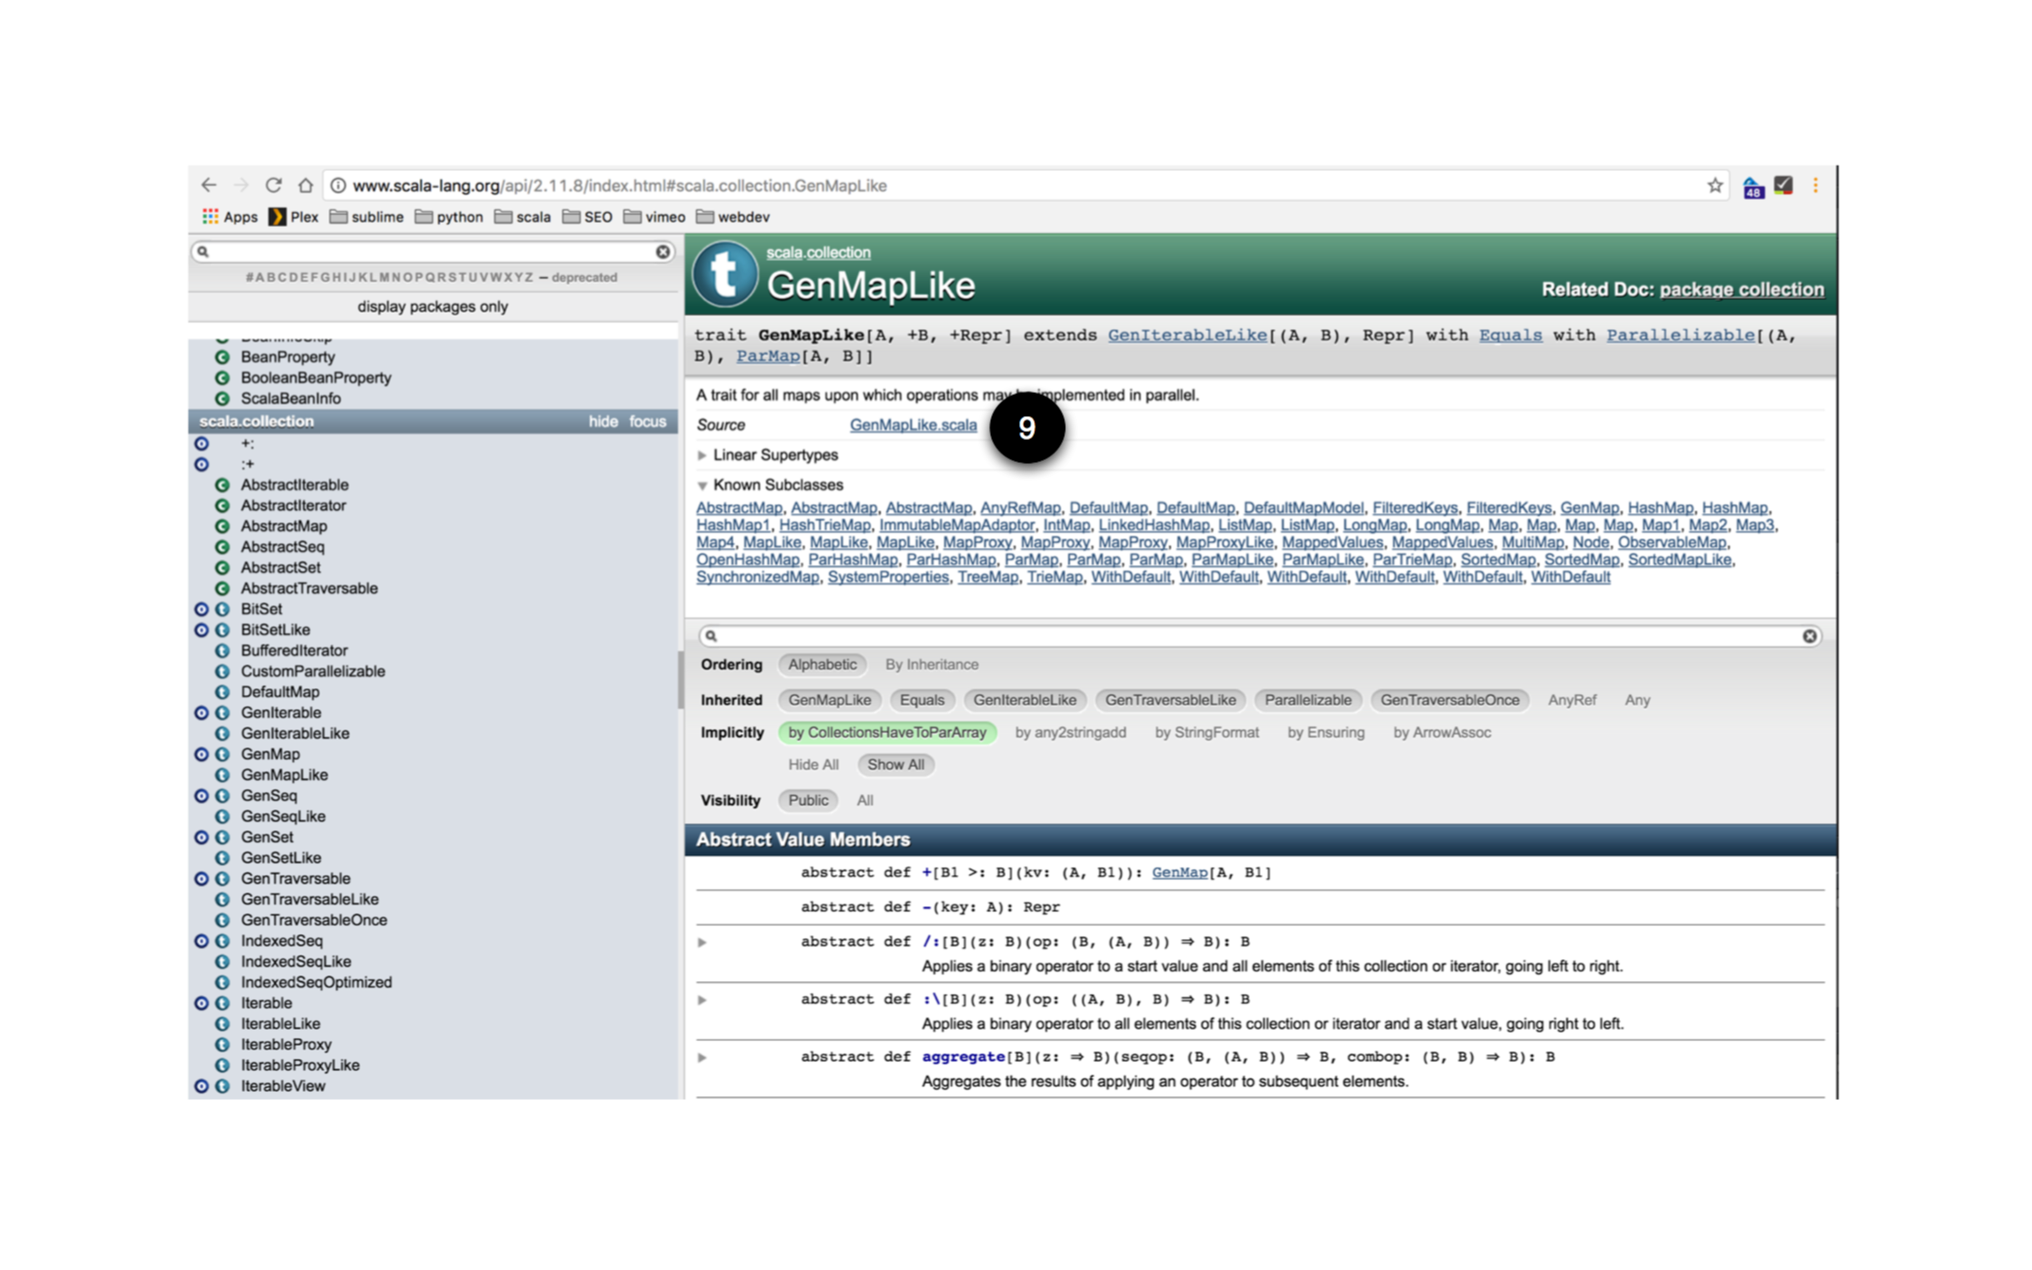 www.scala-lang.org/api/2.11.8/index.html#scala.collection.GenMapLike
48
Apps Plex sublime python scala SEO vimeo webdev
#ABCDEFGHIJKLMNOPQRSTUVWXYZ – deprecated
display packages only
BeanProperty
BooleanBeanProperty
ScalaBeanInfo
scala.collection hide focus
+:
:+
AbstractIterable
AbstractIterator
AbstractMap
AbstractSeq
AbstractSet
AbstractTraversable
BitSet
BitSetLike
BufferedIterator
CustomParallelizable
DefaultMap
GenIterable
GenIterableLike
GenMap
GenMapLike
GenSeq
GenSeqLike
GenSet
GenSetLike
GenTraversable
GenTraversableLike
GenTraversableOnce
IndexedSeq
IndexedSeqLike
IndexedSeqOptimized
Iterable
IterableLike
IterableProxy
IterableProxyLike
IterableView
t
scala.collection
GenMapLike
Related Doc: package collection
trait GenMapLike[A, +B, +Repr] extends GenIterableLike[(A, B), Repr] with Equals with Parallelizable[(A,
B), ParMap[A, B]]
A trait for all maps upon which operations may implemented in parallel.
Source GenMapLike.scala
9
Linear Supertypes
Known Subclasses
AbstractMap, AbstractMap, AbstractMap, AnyRefMap, DefaultMap, DefaultMap, DefaultMapModel, FilteredKeys, FilteredKeys, GenMap, HashMap, HashMap,
HashMap1, HashTrieMap, ImmutableMapAdaptor, IntMap, LinkedHashMap, ListMap, ListMap, LongMap, LongMap, Map, Map, Map, Map, Map1, Map2, Map3,
Map4, MapLike, MapLike, MapLike, MapProxy, MapProxy, MapProxy, MapProxyLike, MappedValues, MappedValues, MultiMap, Node, ObservableMap,
OpenHashMap, ParHashMap, ParHashMap, ParMap, ParMap, ParMap, ParMapLike, ParMapLike, ParTrieMap, SortedMap, SortedMap, SortedMapLike,
SynchronizedMap, SystemProperties, TreeMap, TrieMap, WithDefault, WithDefault, WithDefault, WithDefault, WithDefault, WithDefault
Ordering Alphabetic By Inheritance
Inherited GenMapLike Equals GenIterableLike GenTraversableLike Parallelizable GenTraversableOnce AnyRef Any
Implicitly by CollectionsHaveToParArray by any2stringadd by StringFormat by Ensuring by ArrowAssoc
Hide All Show All
Visibility Public All
Abstract Value Members
abstract def +[B1 >: B](kv: (A, B1)): GenMap[A, B1]
abstract def -(key: A): Repr
abstract def /:[B](z: B)(op: (B, (A, B)) ⇒ B): B
Applies a binary operator to a start value and all elements of this collection or iterator, going left to right.
abstract def :\[B](z: B)(op: ((A, B), B) ⇒ B): B
Applies a binary operator to all elements of this collection or iterator and a start value, going right to left.
abstract def aggregate[B](z: ⇒ B)(seqop: (B, (A, B)) ⇒ B, combop: (B, B) ⇒ B): B
Aggregates the results of applying an operator to subsequent elements.